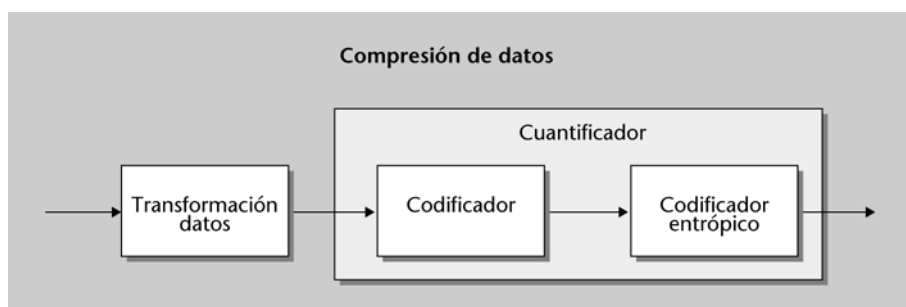 Compresión de datos
Cuantificador
Transformación
datos
Codificador
Codificador
entrópico